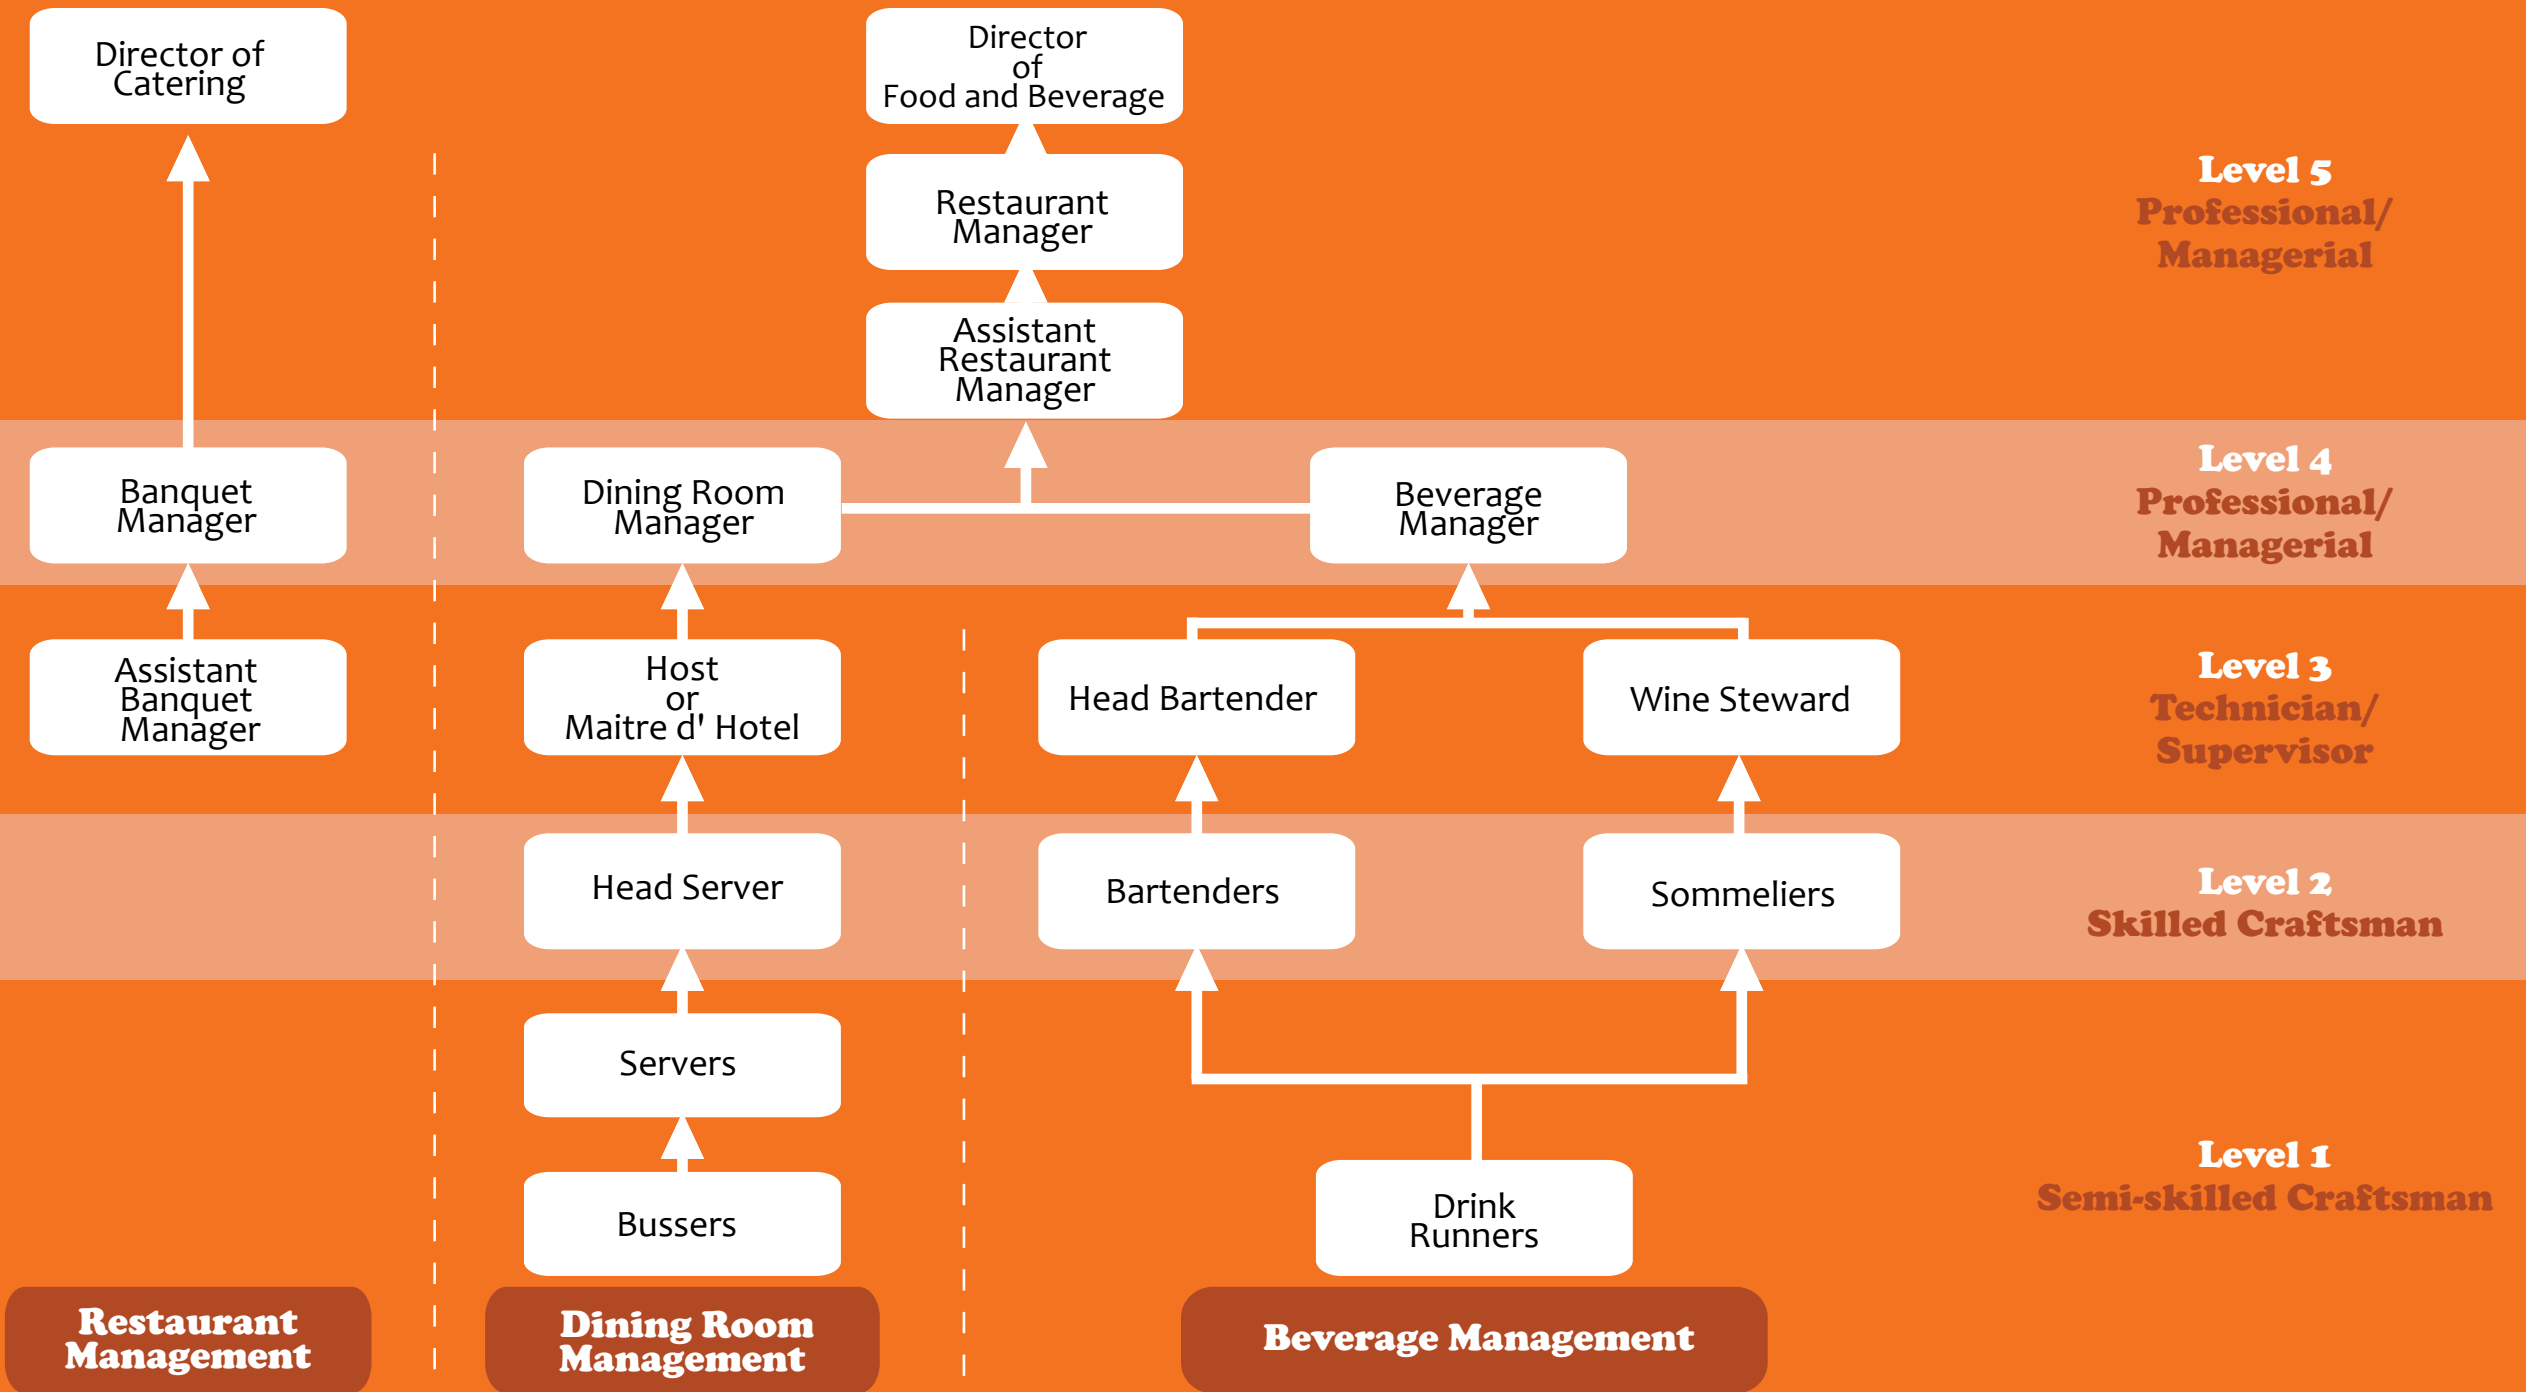 Director of
Catering
Director
of
Food and Beverage
Restaurant
Manager
Assistant
Restaurant
Manager
Level 5
Professional/
Managerial
Banquet
Manager
Dining Room
Manager
Beverage
Manager
Level 4
Professional/
Managerial
Assistant
Banquet
Manager
Host
or
Maitre d' Hotel
Head Bartender
Wine Steward
Level 3
Technician/
Supervisor
Head Server
Bartenders
Sommeliers
Level 2
Skilled Craftsman
Servers
Bussers
Drink
Runners
Level 1
Semi-skilled Craftsman
Restaurant
Management
Dining Room
Management
Beverage Management